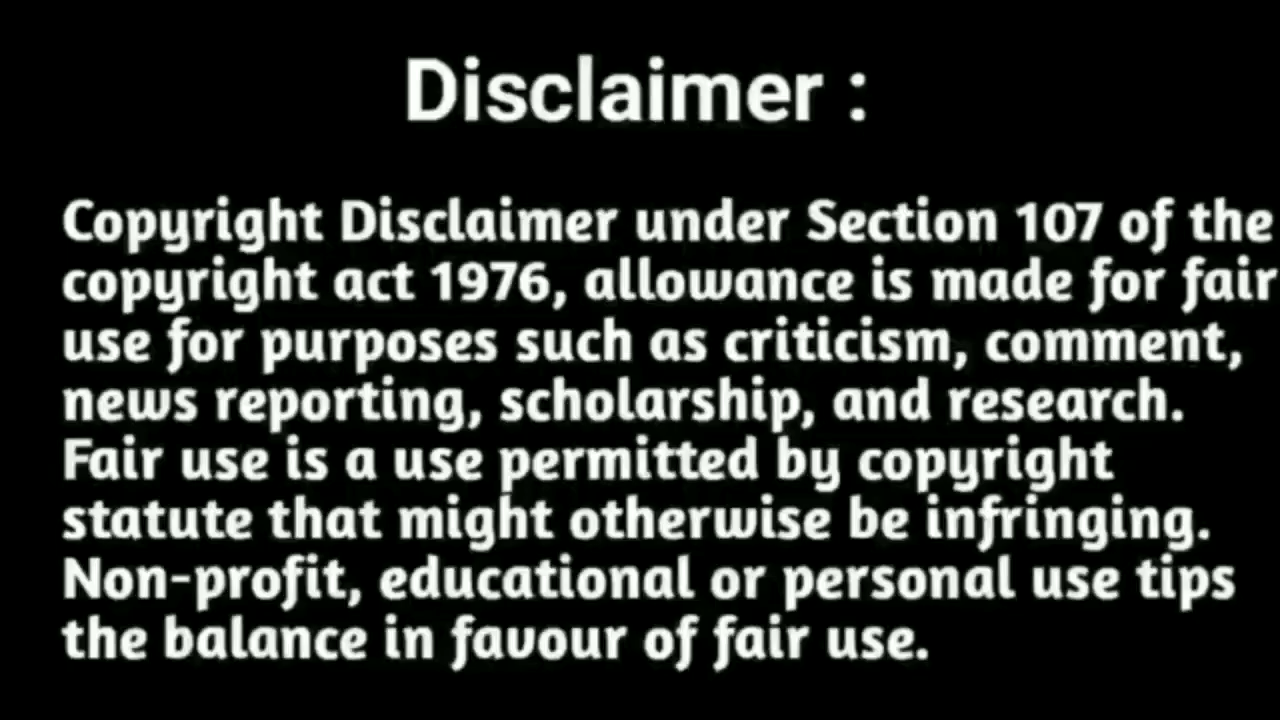 Disclaimer :
Copyright Disclaimer under Section 107 of the
copyright act 1976, allowance is made for fair
use for purposes such as criticism, comment,
news reporting, scholarship, and research.
Fair use is a use permitted by copyright
statute that might otherwise be infringing.
Non-profit, educational or personal use tips
the balance in favour of fair use.